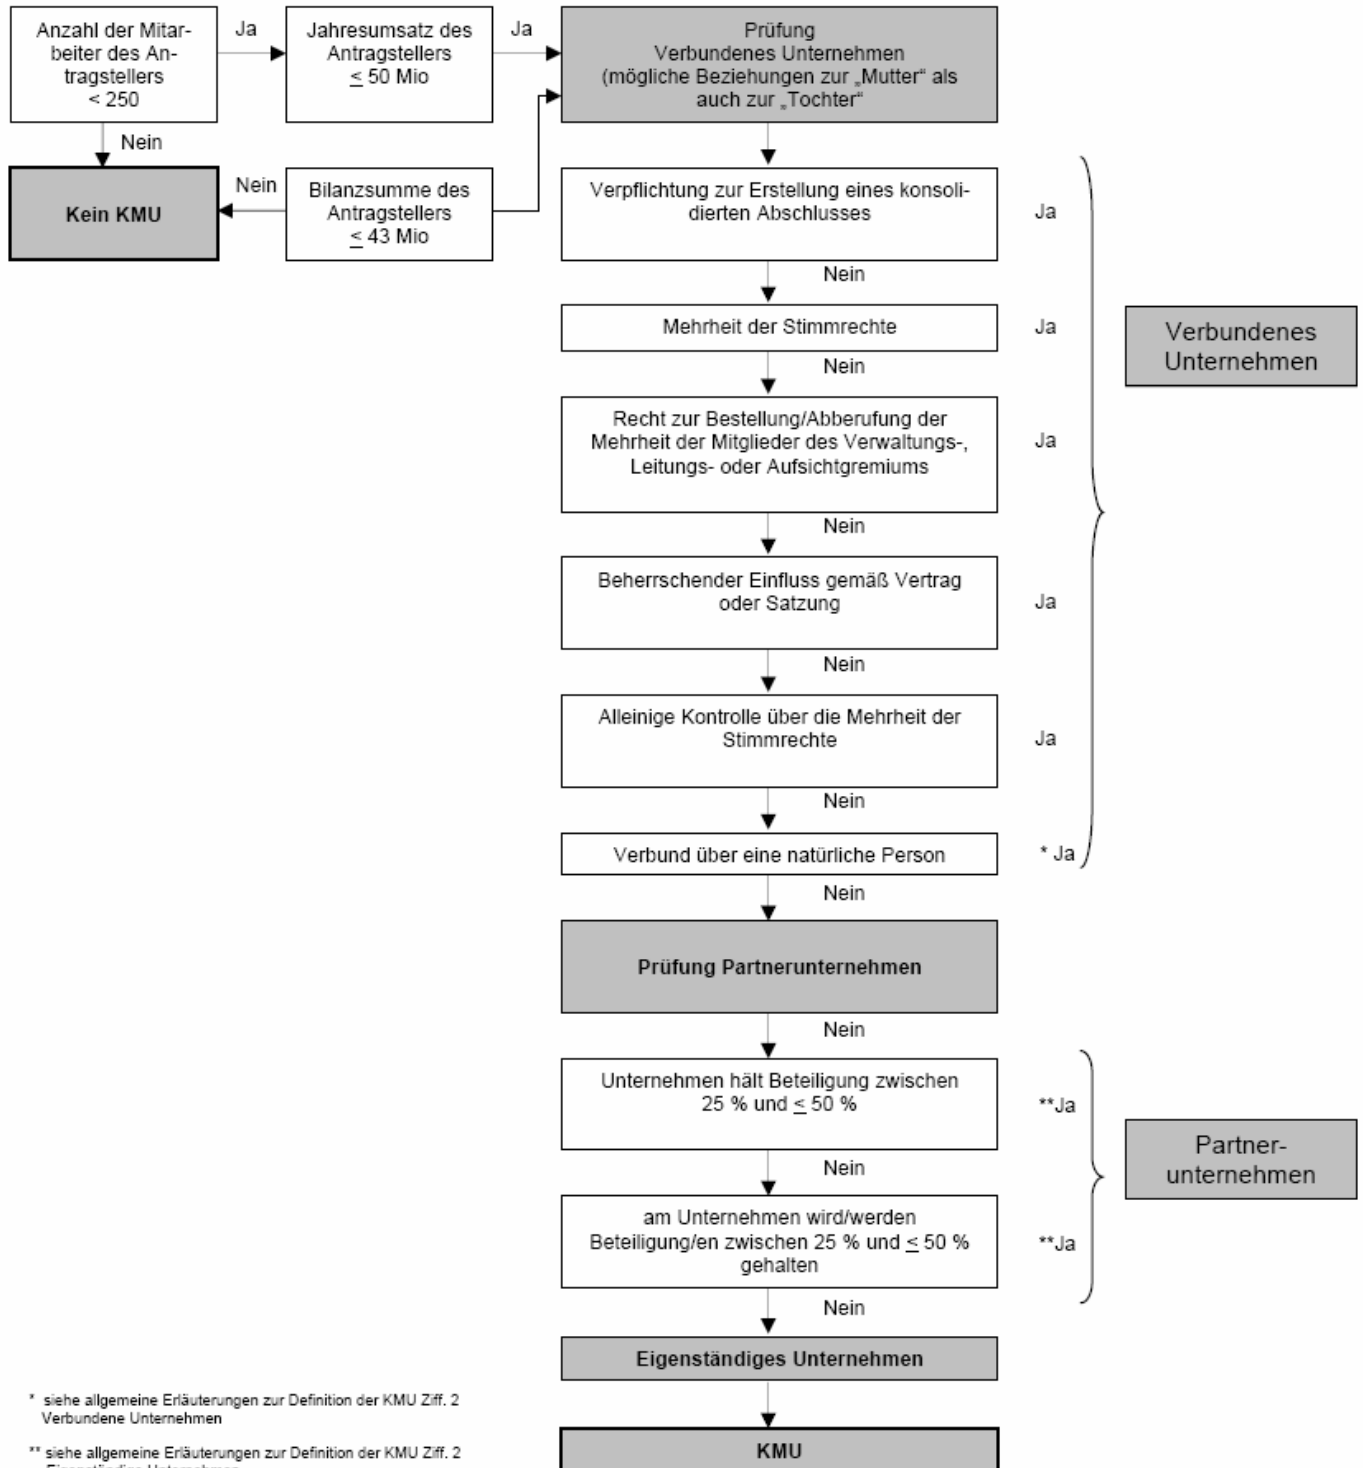 Anzahl der Mitar-
beiter des An-
tragstellers
< 250
Ja
Jahresumsatz des
Antragstellers
≤ 50 Mio
Ja
Prüfung
Verbundenes Unternehmen
(mögliche Beziehungen zur „Mutter“ als
auch zur „Tochter“
Nein
Kein KMU
Nein
Bilanzsumme des
Antragstellers
≤ 43 Mio
Verpflichtung zur Erstellung eines konsoli-
dierten Abschlusses
Ja
Nein
Mehrheit der Stimmrechte
Ja
Verbundenes
Unternehmen
Nein
Recht zur Bestellung/Abberufung der
Mehrheit der Mitglieder des Verwaltungs-,
Leitungs- oder Aufsichtgremiums
Ja
Nein
Beherrschender Einfluss gemäß Vertrag
oder Satzung
Ja
Nein
Alleinige Kontrolle über die Mehrheit der
Stimmrechte
Ja
Nein
Verbund über eine natürliche Person
* Ja
Nein
Prüfung Partnerunternehmen
Nein
Unternehmen hält Beteiligung zwischen
25 % und ≤ 50 %
**Ja
Partner-
unternehmen
Nein
am Unternehmen wird/werden
Beteiligung/en zwischen 25 % und ≤ 50 %
gehalten
**Ja
Nein
Eigenständiges Unternehmen
* siehe allgemeine Erläuterungen zur Definition der KMU Ziff. 2
Verbundene Unternehmen
** siehe allgemeine Erläuterungen zur Definition der KMU Ziff. 2
Eigenständige Unternehmen
KMU